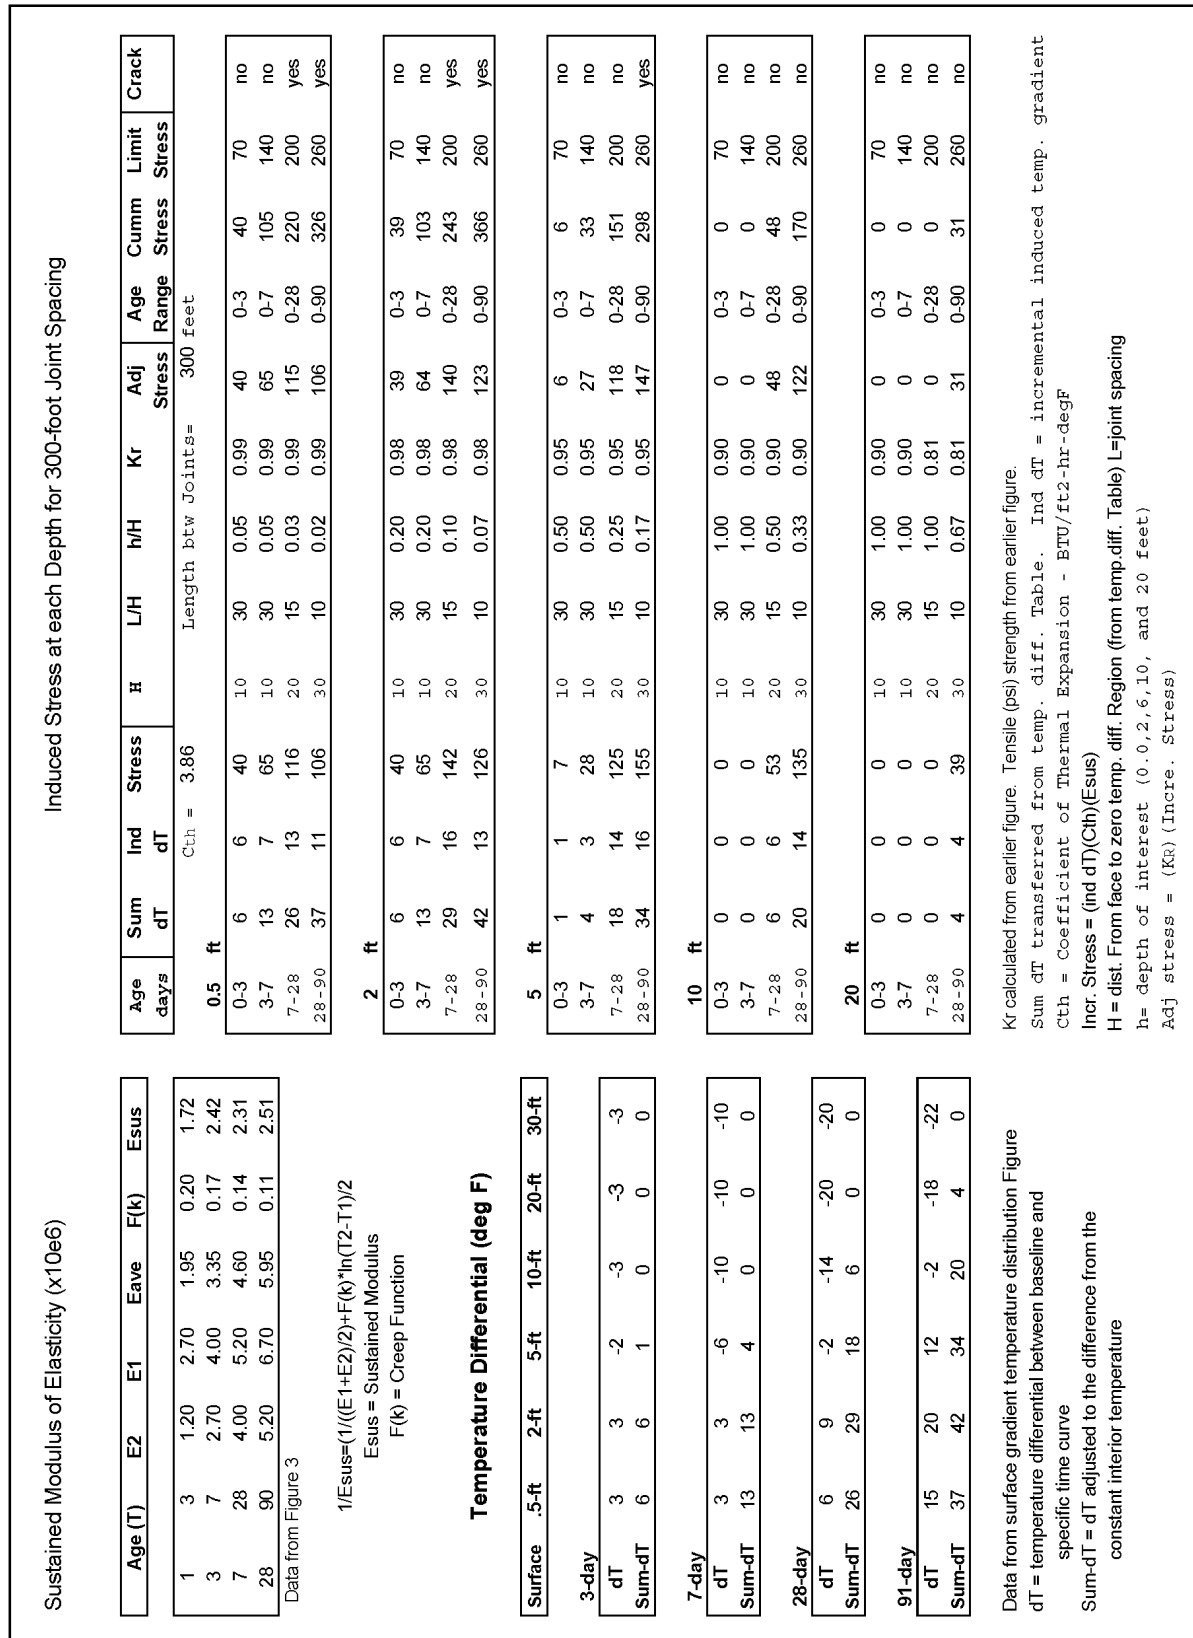 Sustained Modulus of Elasticity (x10e6)
Age (T) E2 E1 Eave F(k) Esus
1 3 1.20 2.70 1.95 0.20 1.72
3 7 2.70 4.00 3.35 0.17 2.42
7 28 4.00 5.20 4.60 0.14 2.31
28 90 5.20 6.70 5.95 0.11 2.51
Data from Figure 3
1/Esus=(1/((E1+E2)/2)+F(k)*ln(T2-T1)/2
Esus = Sustained Modulus
F(k) = Creep Function
Temperature Differential (deg F)
Surface .5-ft 2-ft 5-ft 10-ft 20-ft 30-ft
3-day
dT 3 3 -2 -3 -3 -3
Sum-dT 6 6 1 0 0 0
7-day
dT 3 3 -6 -10 -10 -10
Sum-dT 13 13 4 0 0 0
28-day
dT 6 9 -2 -14 -20 -20
Sum-dT 26 29 18 6 0 0
91-day
dT 15 20 12 -2 -18 -22
Sum-dT 37 42 34 20 4 0
Data from surface gradient temperature distribution Figure
dT = temperature differential between baseline and
specific time curve
Sum-dT = dT adjusted to the difference from the
constant interior temperature
Induced Stress at each Depth for 300-foot Joint Spacing
Age Sum Ind Stress H L/H h/H Kr Adj Age Cumm Limit Crack
days dT dT Stress Range Stress Stress
Cth = 3.86 Length btw Joints= 300 feet
0.5 ft
0-3 6 6 40 10 30 0.05 0.99 40 0-3 40 70 no
3-7 13 7 65 10 30 0.05 0.99 65 0-7 105 140 no
7-28 26 13 116 20 15 0.03 0.99 115 0-28 220 200 yes
28-90 37 11 106 30 10 0.02 0.99 106 0-90 326 260 yes
2 ft
0-3 6 6 40 10 30 0.20 0.98 39 0-3 39 70 no
3-7 13 7 65 10 30 0.20 0.98 64 0-7 103 140 no
7-28 29 16 142 20 15 0.10 0.98 140 0-28 243 200 yes
28-90 42 13 126 30 10 0.07 0.98 123 0-90 366 260 yes
5 ft
0-3 1 1 7 10 30 0.50 0.95 6 0-3 6 70 no
3-7 4 3 28 10 30 0.50 0.95 27 0-7 33 140 no
7-28 18 14 125 20 15 0.25 0.95 118 0-28 151 200 no
28-90 34 16 155 30 10 0.17 0.95 147 0-90 298 260 yes
10 ft
0-3 0 0 0 10 30 1.00 0.90 0 0-3 0 70 no
3-7 0 0 0 10 30 1.00 0.90 0 0-7 0 140 no
7-28 6 6 53 20 15 0.50 0.90 48 0-28 48 200 no
28-90 20 14 135 30 10 0.33 0.90 122 0-90 170 260 no
20 ft
0-3 0 0 0 10 30 1.00 0.90 0 0-3 0 70 no
3-7 0 0 0 10 30 1.00 0.90 0 0-7 0 140 no
7-28 0 0 0 20 15 1.00 0.81 0 0-28 0 200 no
28-90 4 4 39 30 10 0.67 0.81 31 0-90 31 260 no
Kr calculated from earlier figure. Tensile (psi) strength from earlier figure.
Sum dT transferred from temp. diff. Table. Ind dT = incremental induced temp. gradient
Cth = Coefficient of Thermal Expansion - BTU/ft2-hr-degF
Incr. Stress = (ind dT)(Cth)(Esus)
H = dist. From face to zero temp. diff. Region (from temp.diff. Table) L=joint spacing
h= depth of interest (0.0,2,6,10, and 20 feet)
Adj stress = (KR)(Incre. Stress)